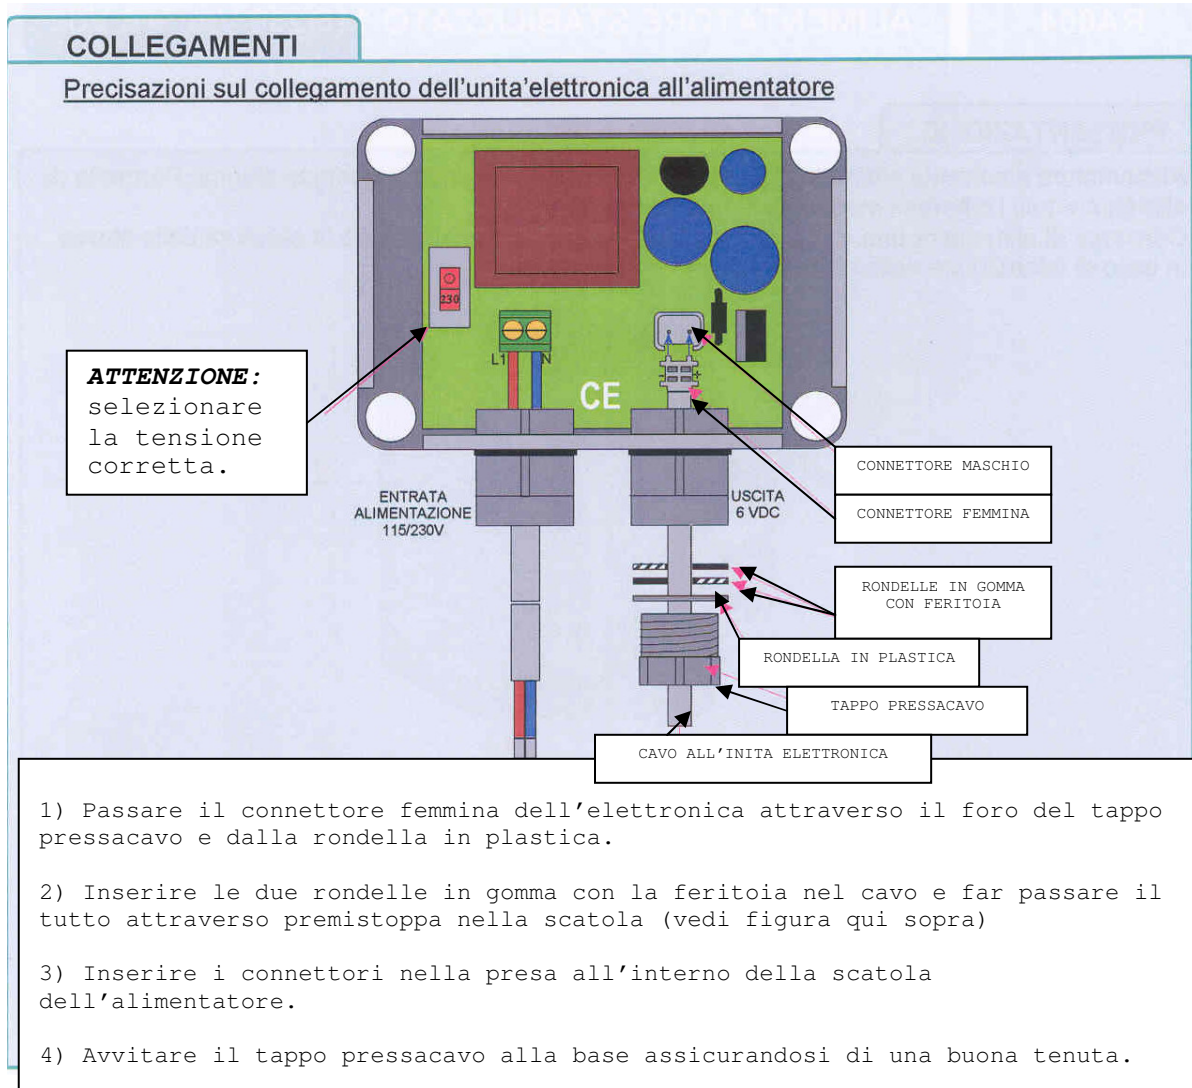 COLLEGAMENTI
Precisazioni sul collegamento dell'unita'elettronica all'alimentatore
230
L1
N
CE
-
+
ATTENZIONE:
selezionare
la tensione
corretta.
ENTRATA
ALIMENTAZIONE
115/230V
USCITA
6 VDC
CONNETTORE MASCHIO
CONNETTORE FEMMINA
RONDELLE IN GOMMA
CON FERITOIA
RONDELLA IN PLASTICA
TAPPO PRESSACAVO
CAVO ALL'INITA ELETTRONICA
1) Passare il connettore femmina dell'elettronica attraverso il foro del tappo
pressacavo e dalla rondella in plastica.
2) Inserire le due rondelle in gomma con la feritoia nel cavo e far passare il
tutto attraverso premistoppa nella scatola (vedi figura qui sopra)
3) Inserire i connettori nella presa all'interno della scatola
dell'alimentatore.
4) Avvitare il tappo pressacavo alla base assicurandosi di una buona tenuta.